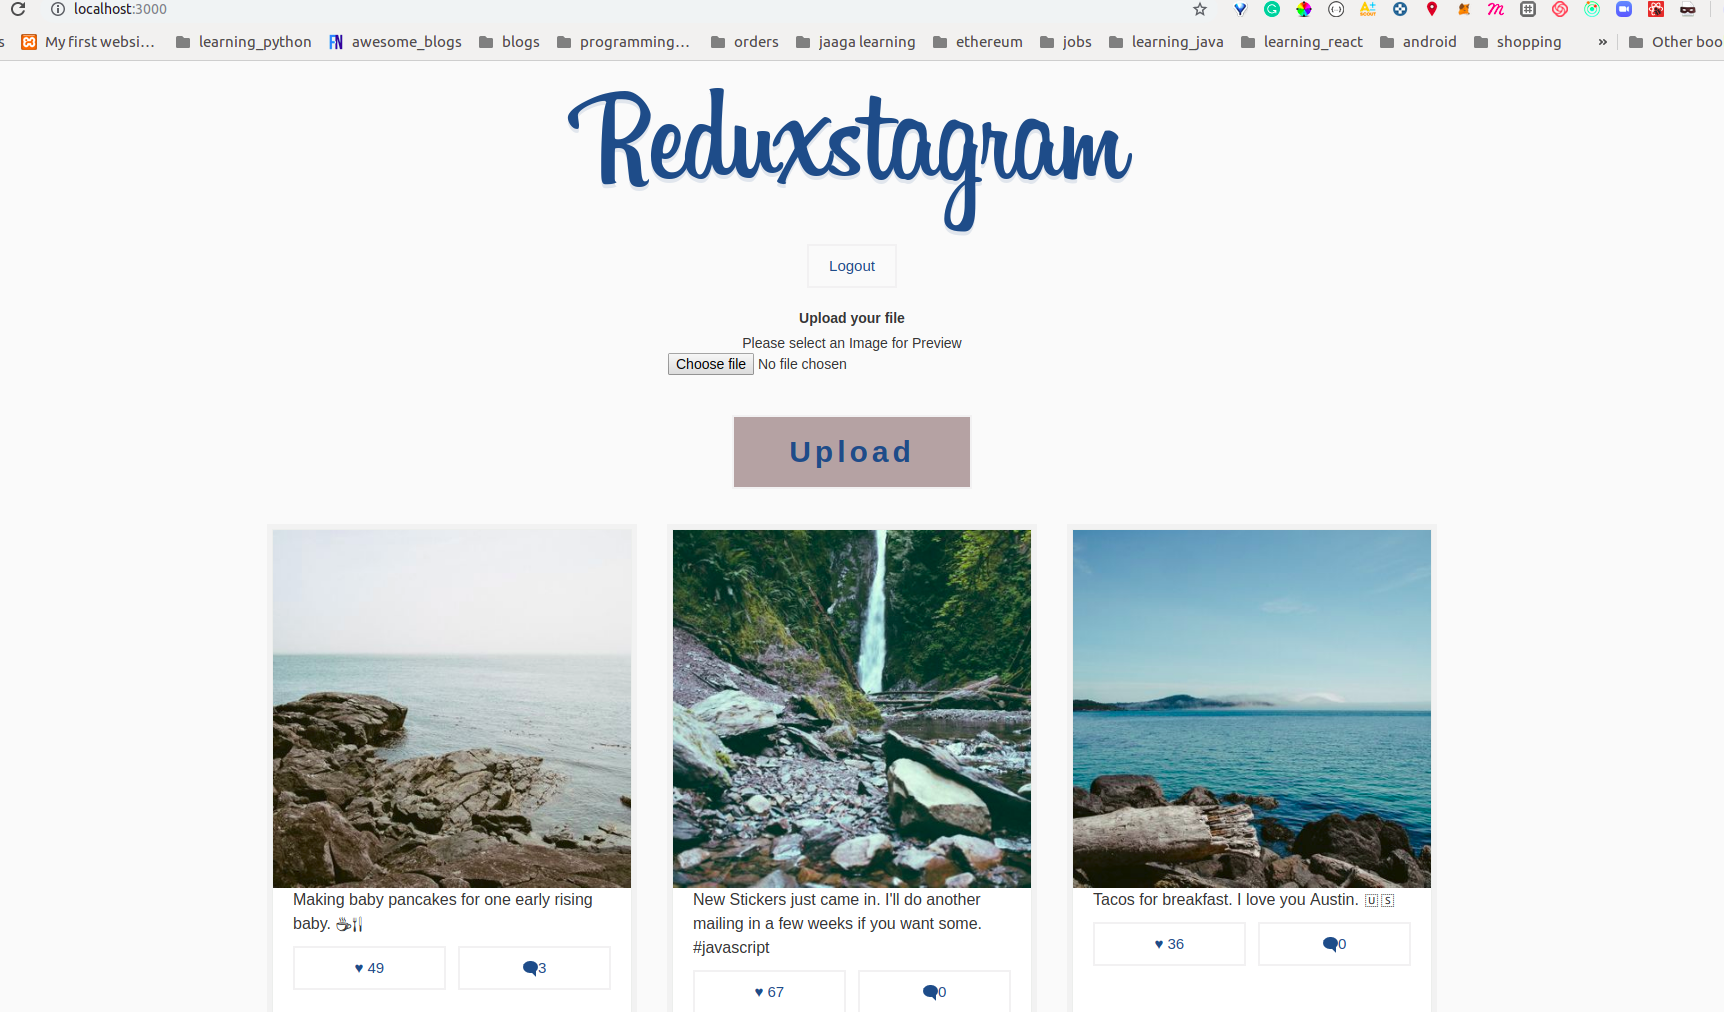 localhost:3000
s My first websi... learning_python FN awesome_blogs blogs programming... orders jaaga learning ethereum jobs learning_java learning_react android shopping » Other boo
Reduxstagram
Logout
Upload your file
Please select an Image for Preview
Choose file No file chosen
Upload
Making baby pancakes for one early rising
baby. ☕🍴
♥ 49 3
New Stickers just came in. I'll do another
mailing in a few weeks if you want some.
#javascript
♥ 67 0
Tacos for breakfast. I love you Austin. 🇺🇸
♥ 36 0